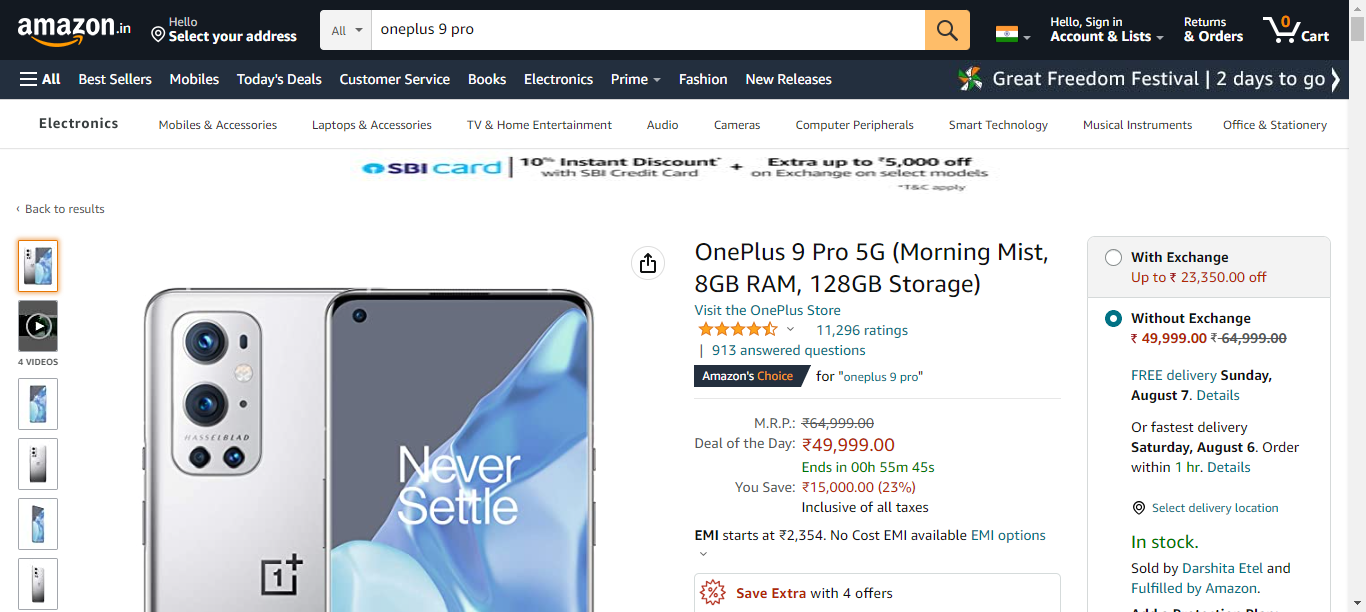 amazon.in
Hello
Select your address
All
oneplus 9 pro
Hello, Sign in
Account & Lists
Returns
& Orders
0
Cart
All
Best Sellers
Mobiles
Today's Deals
Customer Service
Books
Electronics
Prime
Fashion
New Releases
Great Freedom Festival | 2 days to go
Electronics
Mobiles & Accessories
Laptops & Accessories
TV & Home Entertainment
Audio
Cameras
Computer Peripherals
Smart Technology
Musical Instruments
Office & Stationery
SBI card
10% Instant Discount*
with SBI Credit Card
+
Extra up to ₹5,000 off
on Exchange on select models
*T&C apply
‹ Back to results
4 VIDEOS
HASSELBLAD
Never
Settle
OnePlus 9 Pro 5G (Morning Mist,
8GB RAM, 128GB Storage)
Visit the OnePlus Store
11,296 ratings
| 913 answered questions
Amazon's Choice for "oneplus 9 pro"
M.R.P.: ₹64,999.00
Deal of the Day: ₹49,999.00
Ends in 00h 55m 45s
You Save: ₹15,000.00 (23%)
Inclusive of all taxes
EMI starts at ₹2,354. No Cost EMI available EMI options
Save Extra with 4 offers
With Exchange
Up to ₹ 23,350.00 off
Without Exchange
₹ 49,999.00 ₹ 64,999.00
FREE delivery Sunday,
August 7. Details
Or fastest delivery
Saturday, August 6. Order
within 1 hr. Details
Select delivery location
In stock.
Sold by Darshita Etel and
Fulfilled by Amazon.